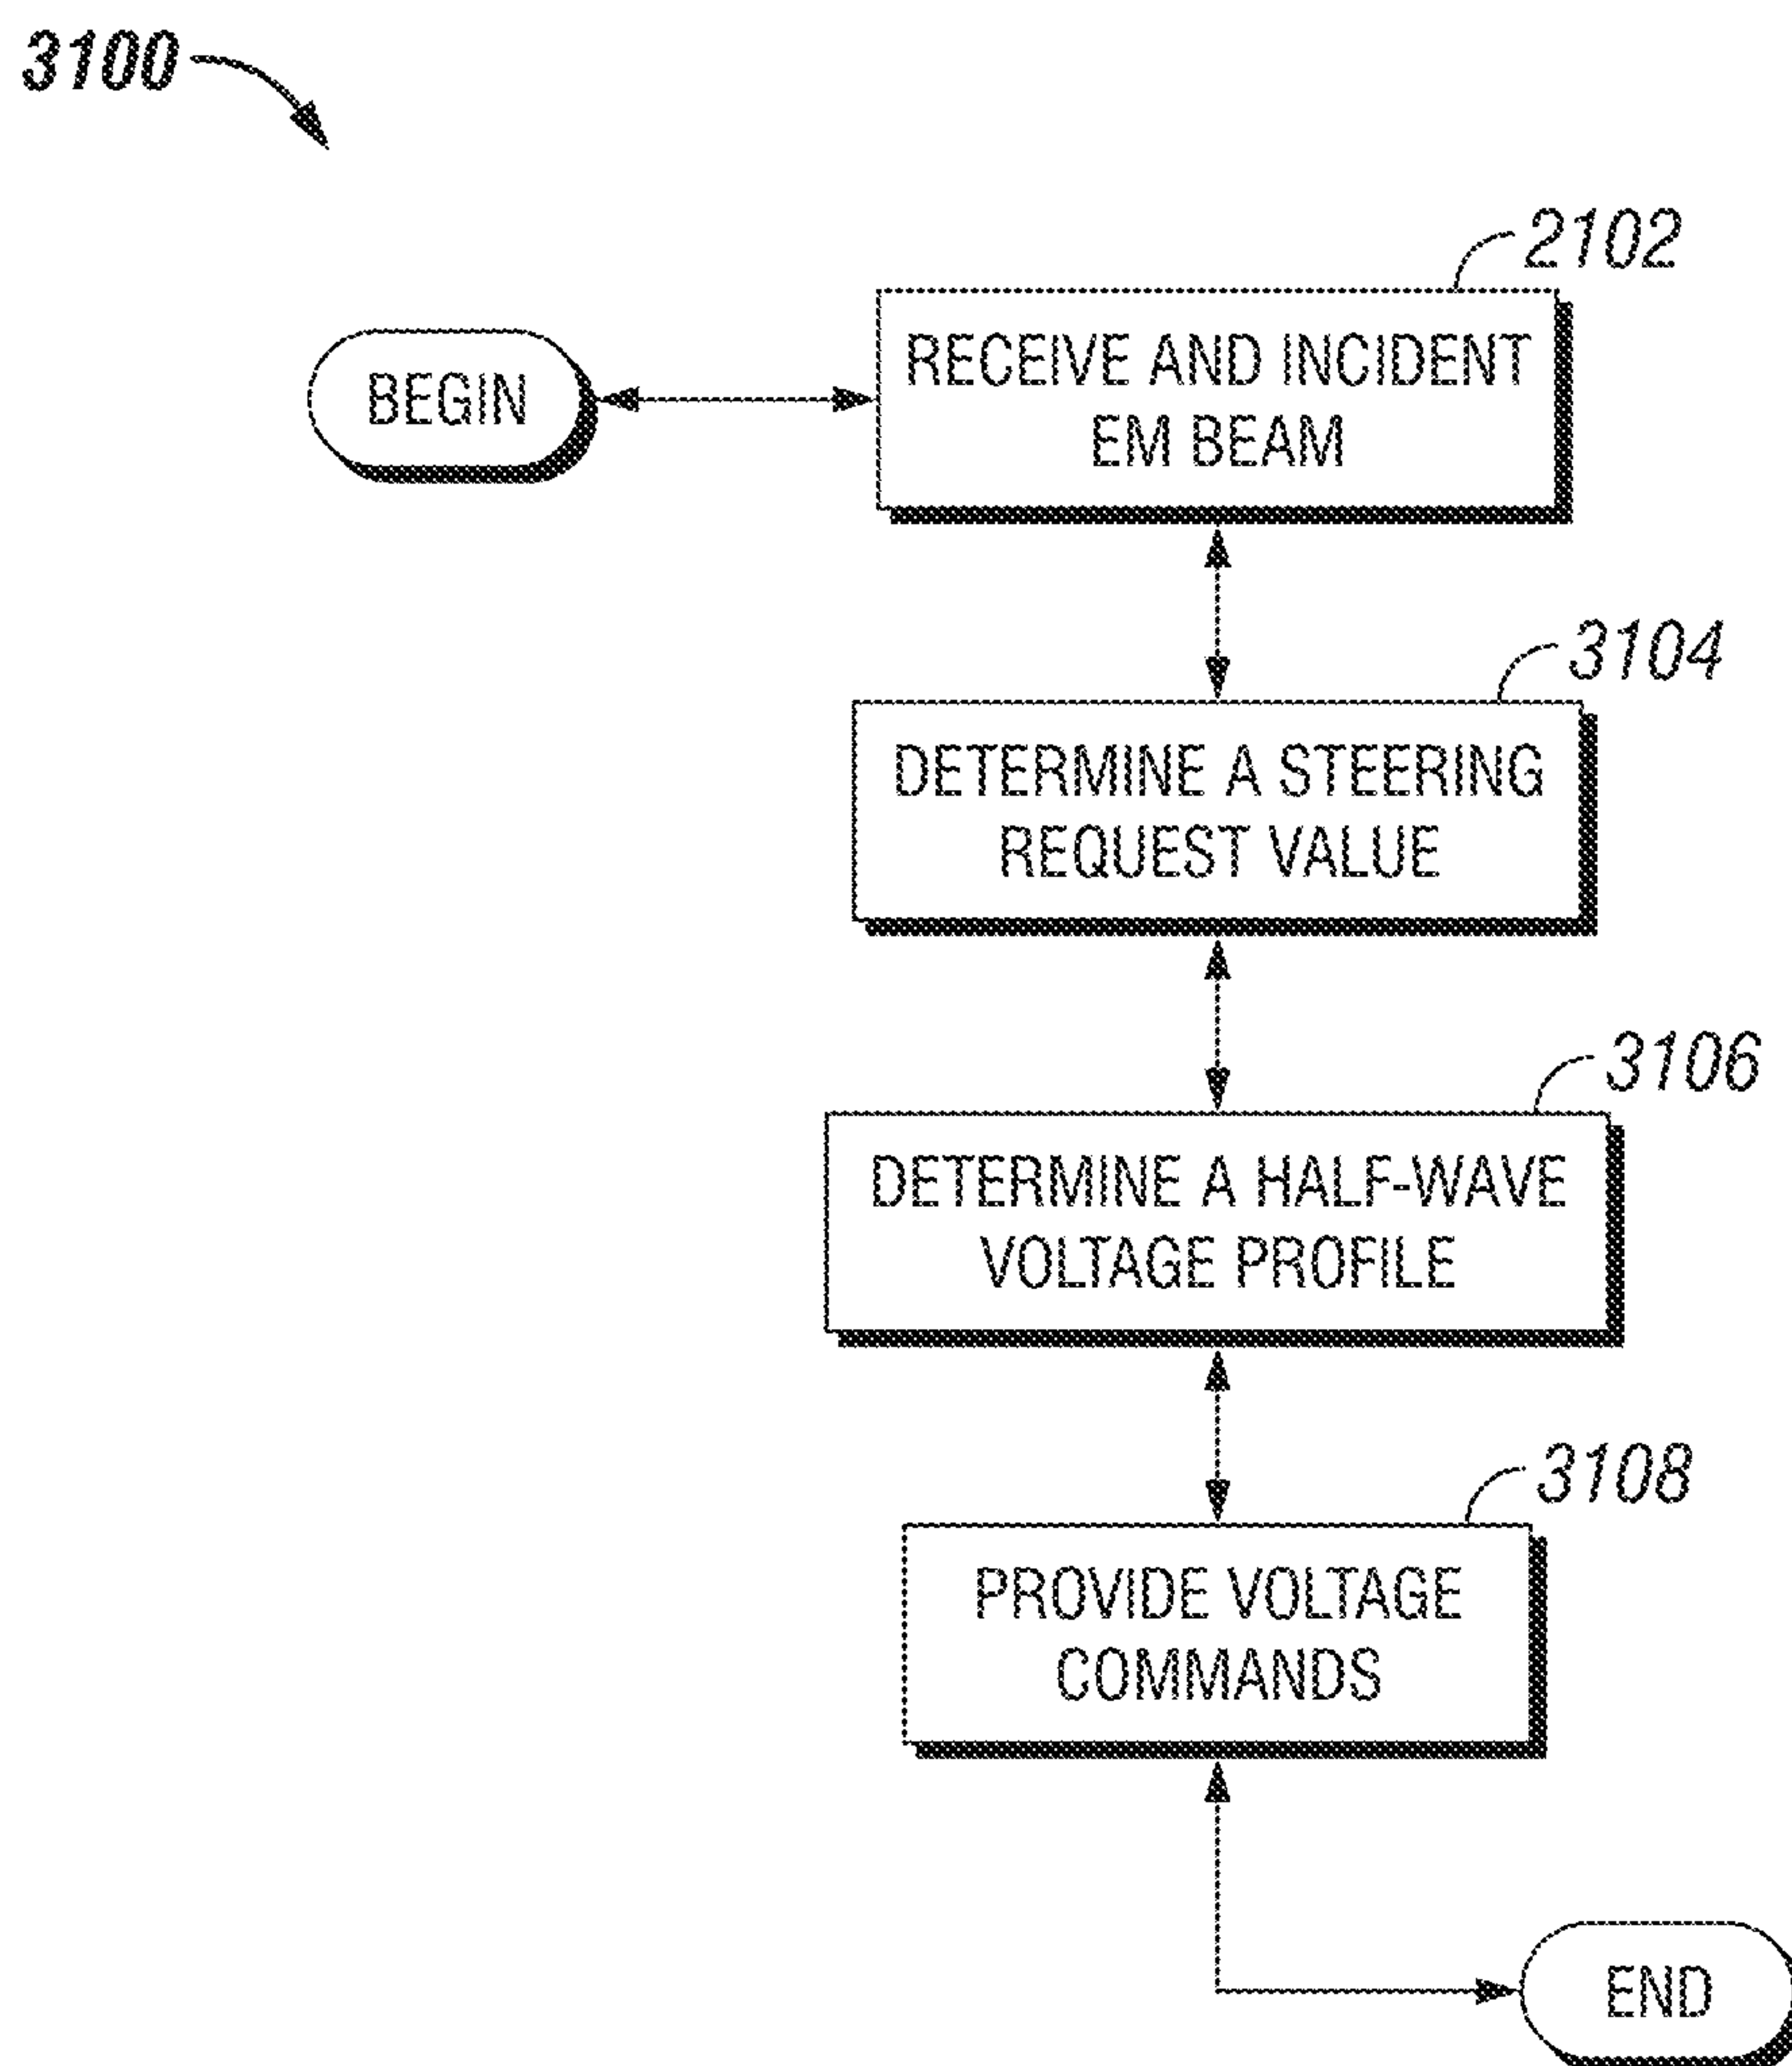 3100
2102
BEGIN
RECEIVE AND INCIDENT
EM BEAM
3104
DETERMINE A STEERING
REQUEST VALUE
3106
DETERMINE A HALF-WAVE
VOLTAGE PROFILE
3108
PROVIDE VOLTAGE
COMMANDS
END